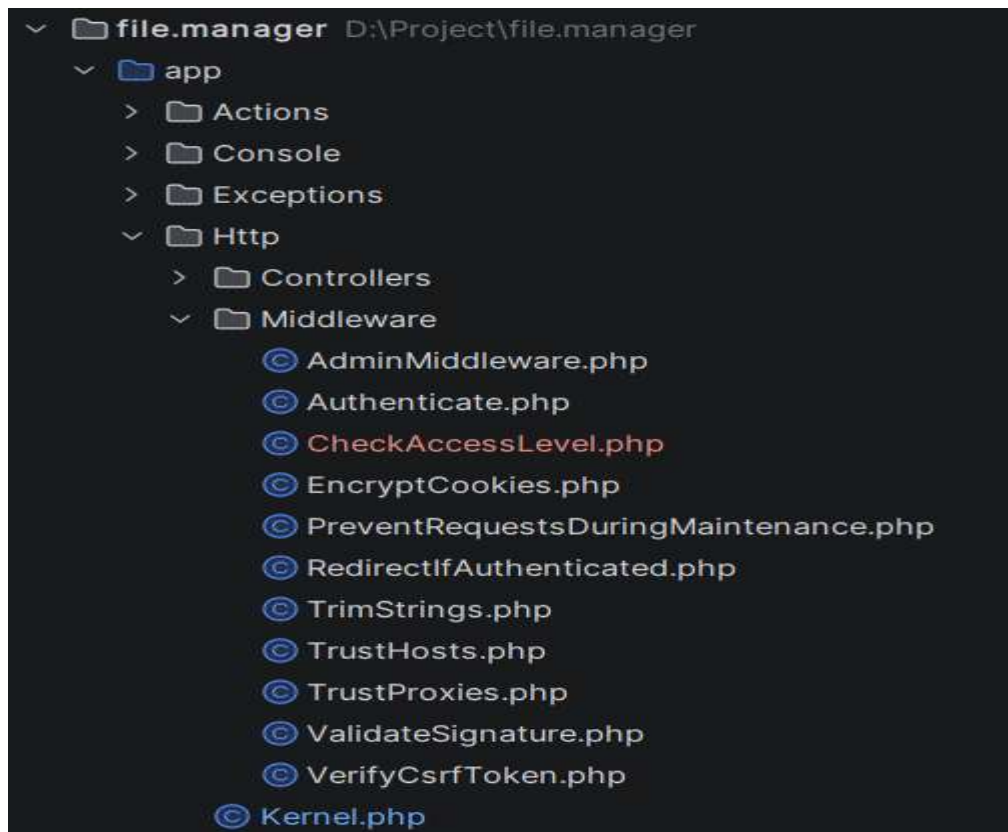 file.manager D:\Project\file.manager
app
Actions
Console
Exceptions
Http
Controllers
Middleware
AdminMiddleware.php
Authenticate.php
CheckAccessLevel.php
EncryptCookies.php
PreventRequestsDuringMaintenance.php
RedirectIfAuthenticated.php
TrimStrings.php
TrustHosts.php
TrustProxies.php
ValidateSignature.php
VerifyCsrfToken.php
Kernel.php